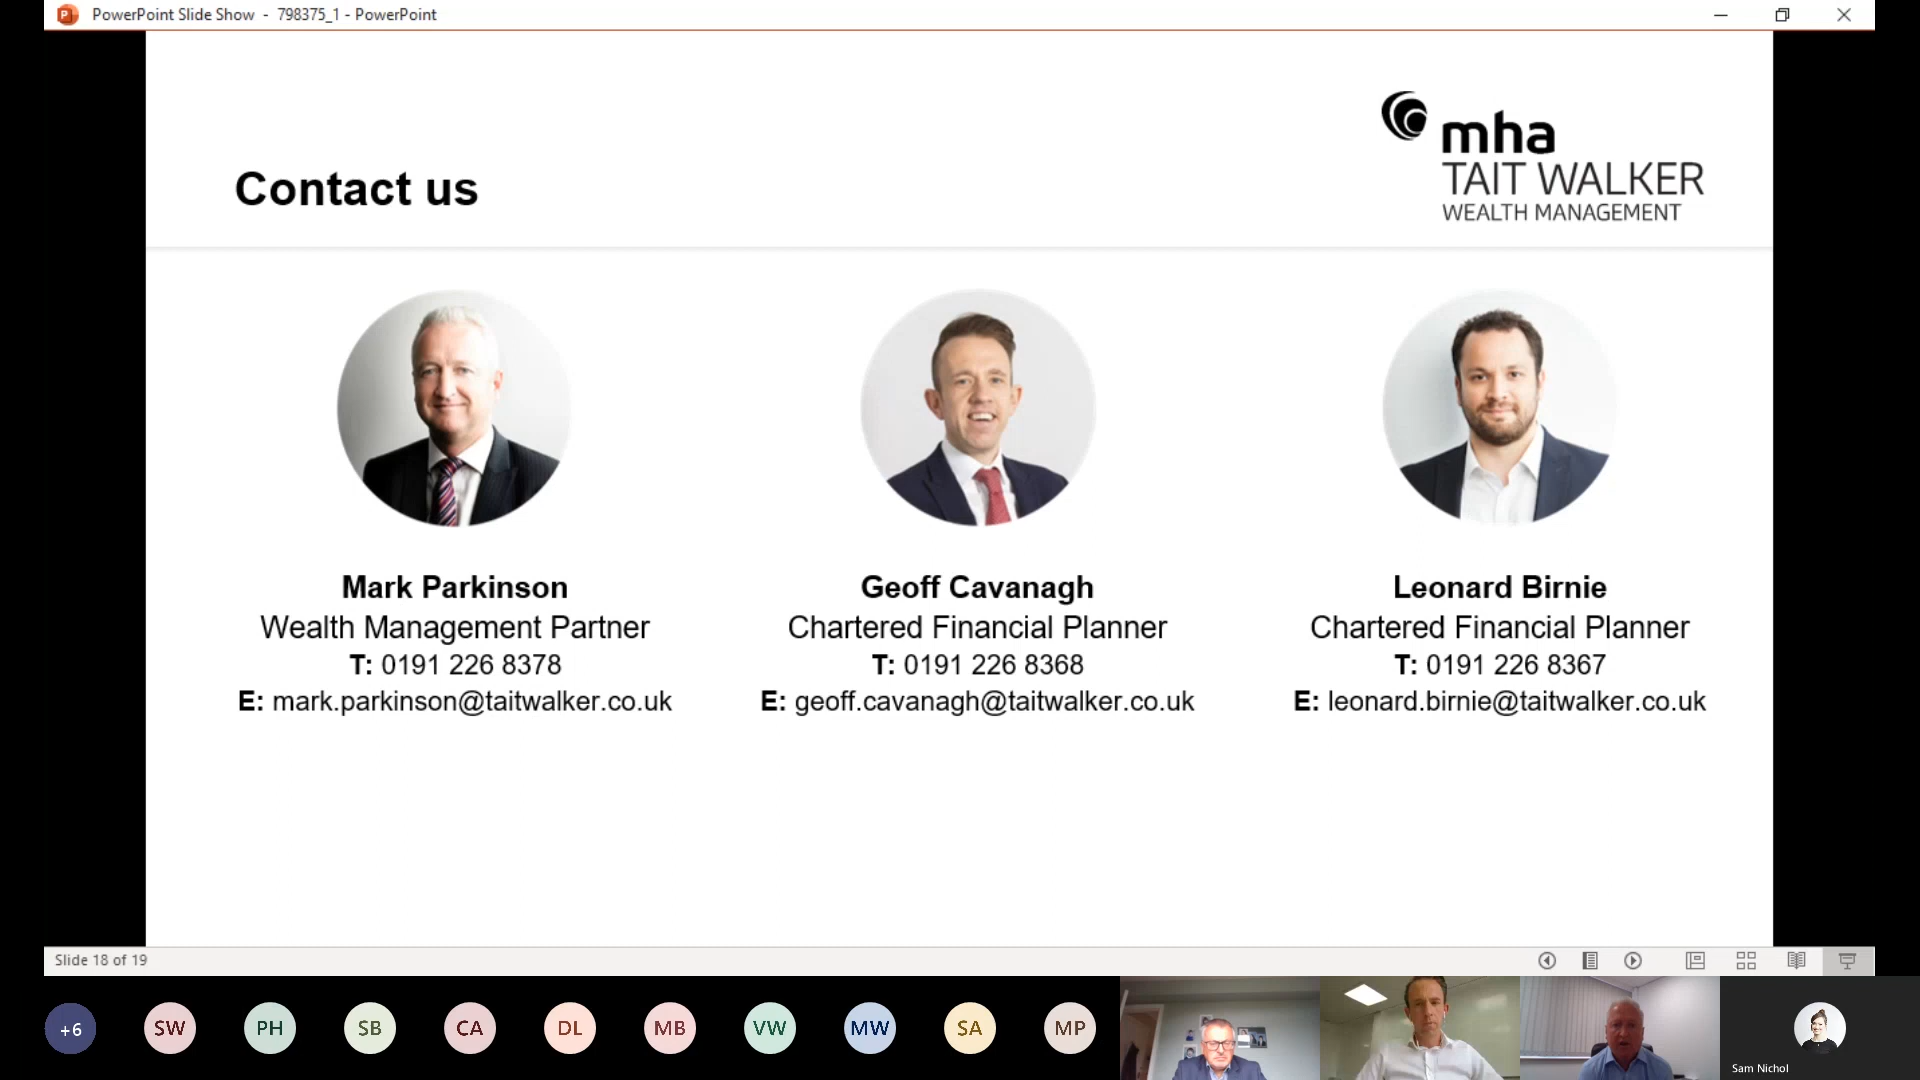 PowerPoint Slide Show - 798375_1 - PowerPoint
mha
TAIT WALKER
WEALTH MANAGEMENT
Contact us
Mark Parkinson
Wealth Management Partner
T: 0191 226 8378
E: mark.parkinson@taitwalker.co.uk
Geoff Cavanagh
Chartered Financial Planner
T: 0191 226 8368
E: geoff.cavanagh@taitwalker.co.uk
Leonard Birnie
Chartered Financial Planner
T: 0191 226 8367
E: leonard.birnie@taitwalker.co.uk
Slide 18 of 19
+6
SW
PH
SB
CA
DL
MB
VW
MW
SA
MP
Sam Nichol